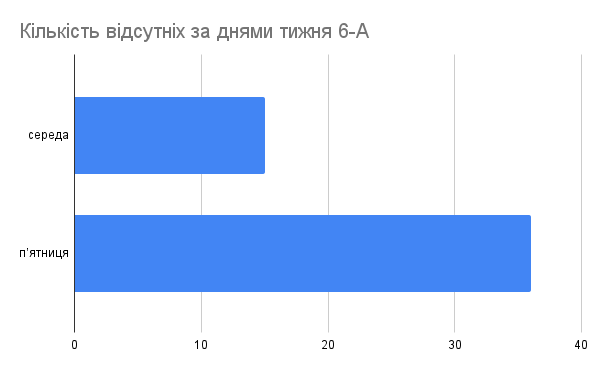 Кількість відсутніх за днями тижня 6-А
середа
п'ятниця
0 10 20 30 40